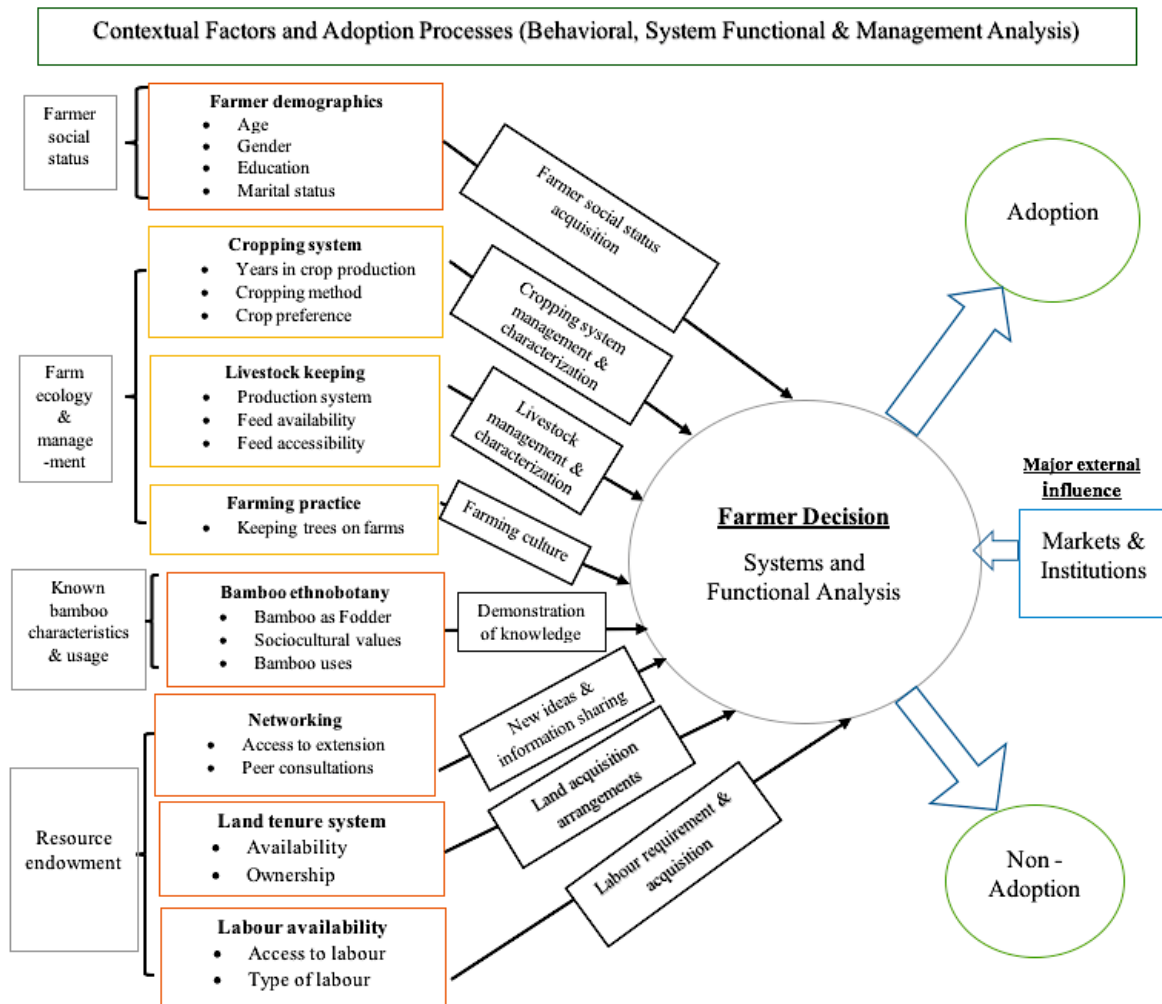 Contextual Factors and Adoption Processes (Behavioral, System Functional & Management Analysis)
Farmer
social
status
Farmer demographics
• Age
• Gender
• Education
• Marital status
Farmer social status
acquisition
Farm
ecology
&
manage
-ment
Cropping system
• Years in crop production
• Cropping method
• Crop preference
Cropping system
management &
characterization
Livestock keeping
• Production system
• Feed availability
• Feed accessibility
Livestock
management &
characterization
Farming practice
• Keeping trees on farms
Farming culture
Known
bamboo
characteristics
& usage
Bamboo ethnobotany
• Bamboo as Fodder
• Sociocultural values
• Bamboo uses
Demonstration
of knowledge
Resource
endowment
Networking
• Access to extension
• Peer consultations
New ideas &
information sharing
Land tenure system
• Availability
• Ownership
Land acquisition
arrangements
Labour availability
• Access to labour
• Type of labour
Labour requirement &
acquisition
Farmer Decision
Systems and
Functional Analysis
Adoption
Major external
influence
Markets &
Institutions
Non -
Adoption